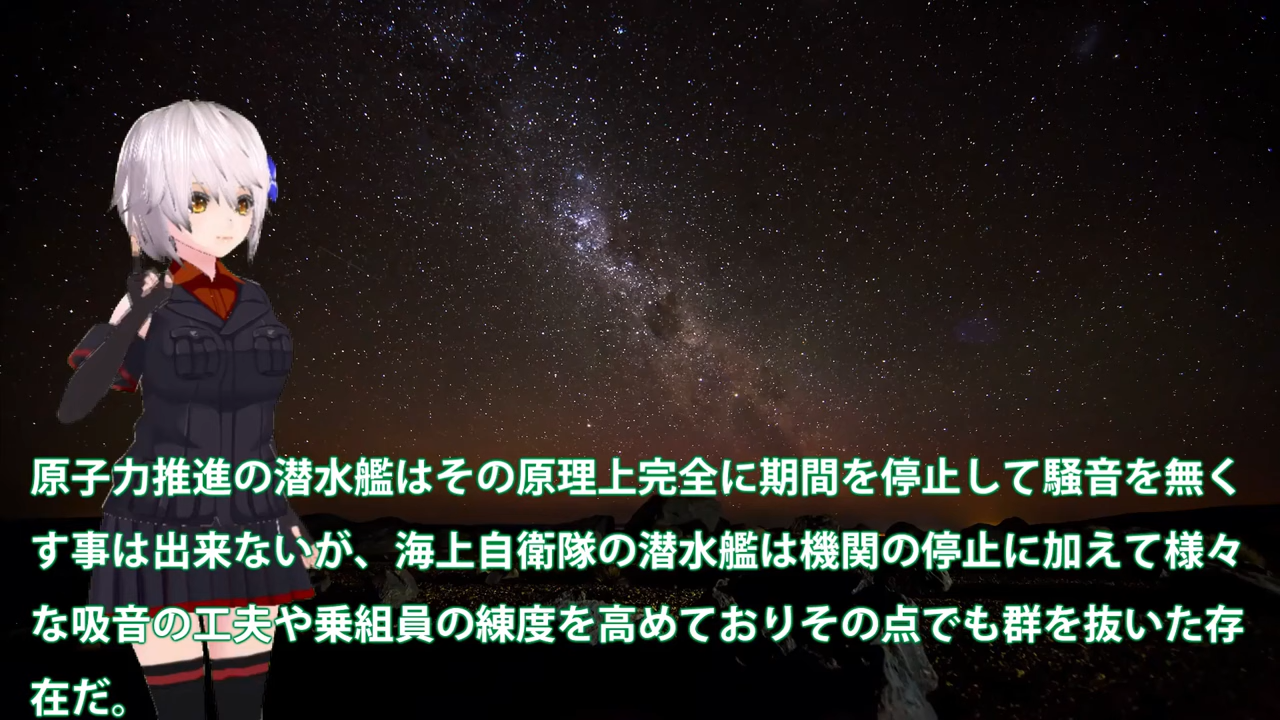 原子力推進の潜水艦はその原理上完全に期間を停止して騒音を無く
す事は出来ないが、海上自衛隊の潜水艦は機関の停止に加えて様々
な吸音の工夫や乗組員の練度を高めておりその点でも群を抜いた存
在だ。